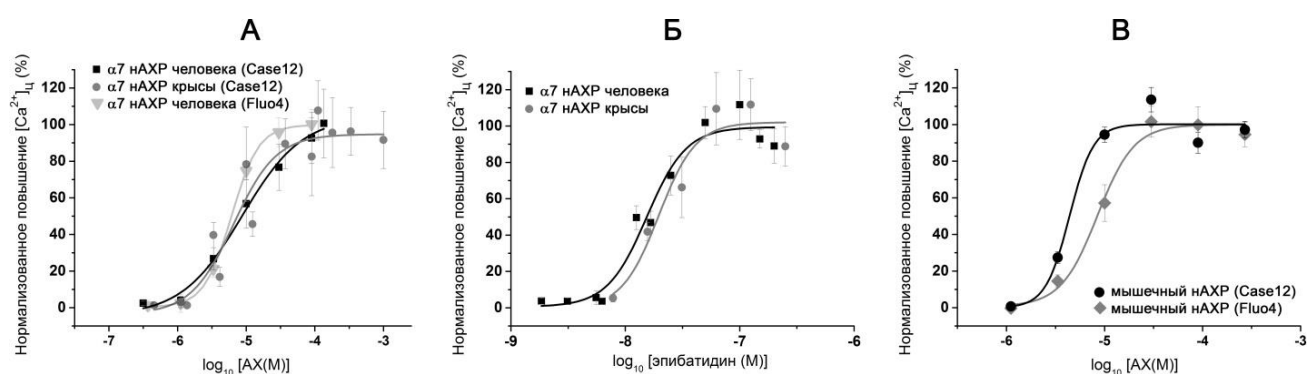 А
Нормализованное повышение [Ca²⁺]ц (%)
120
100
80
60
40
20
0
α7 нАХР человека (Case12)
α7 нАХР крысы (Case12)
α7 нАХР человека (Fluo4)
-7 -6 -5 -4 -3
log₁₀ [АХ(М)]
Б
Нормализованное повышение [Ca²⁺]ц (%)
120
100
80
60
40
20
0
α7 нАХР человека
α7 нАХР крысы
-9 -8 -7 -6
log₁₀ [эпибатидин (М)]
В
Нормализованное повышение [Ca²⁺]ц (%)
120
100
80
60
40
20
0
мышечный нАХР (Case12)
мышечный нАХР (Fluo4)
-6 -5 -4 -3
log₁₀ [АХ(М)]